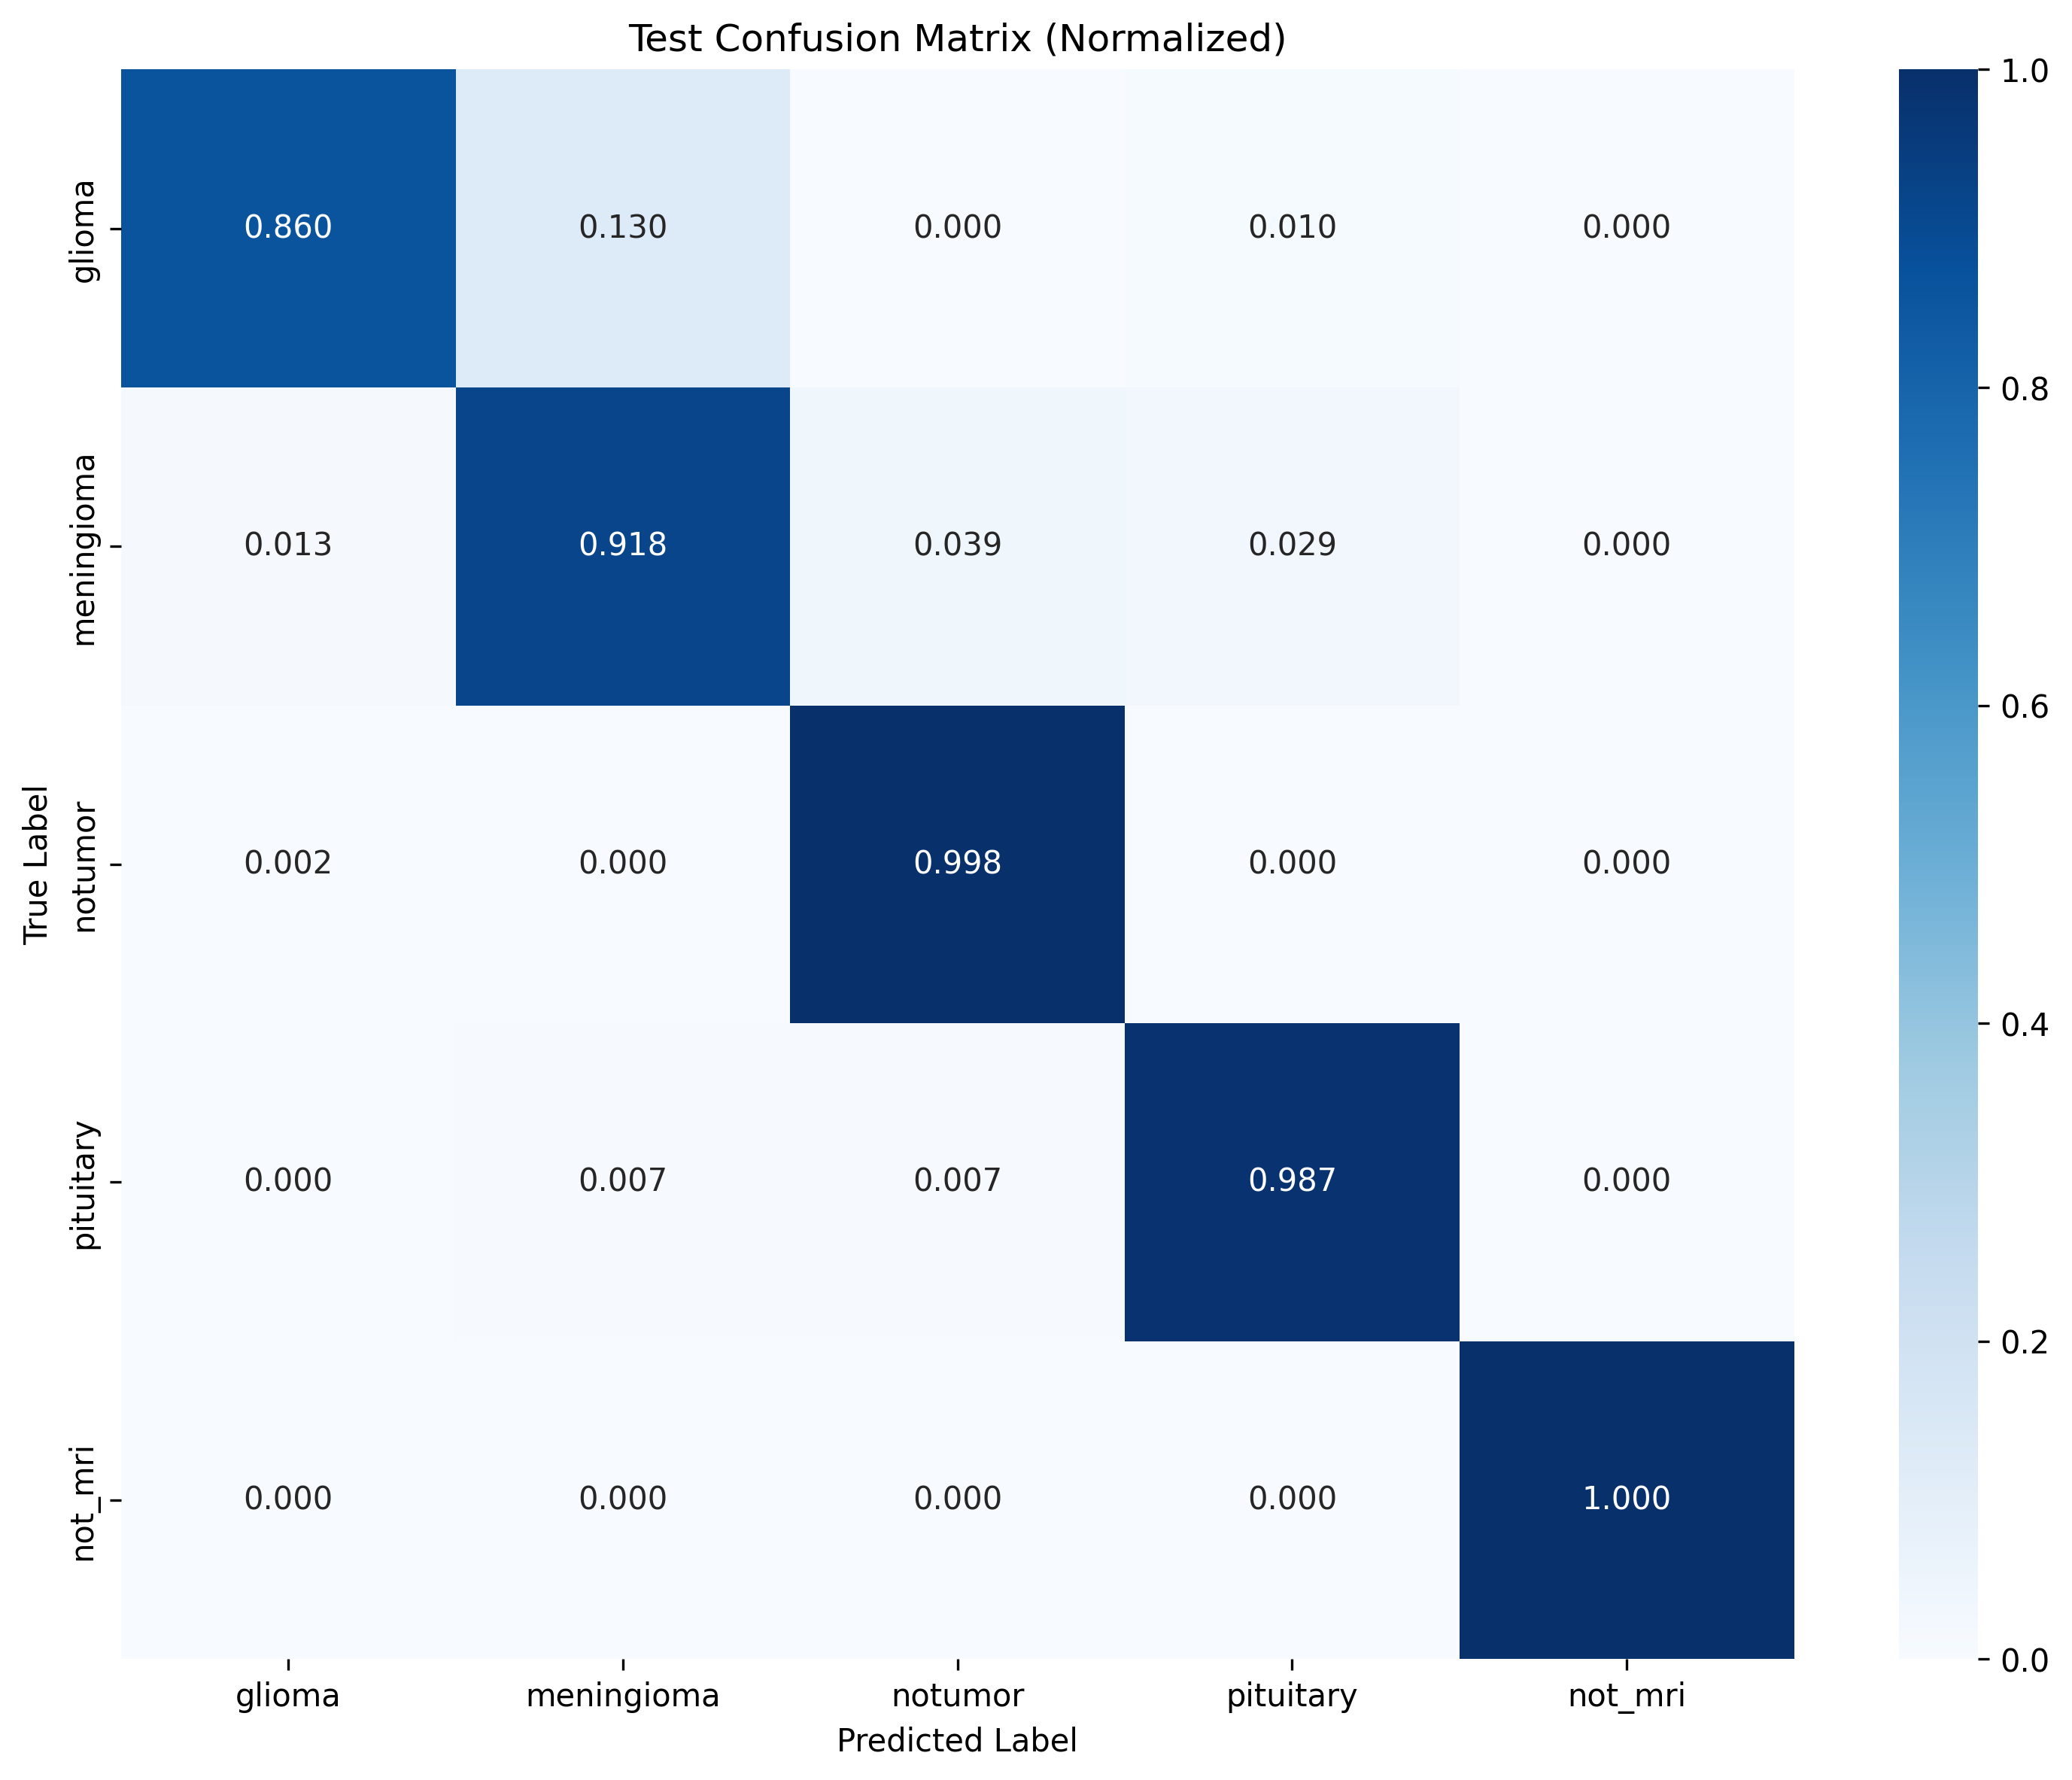 Test Confusion Matrix (Normalized)
True Label
glioma 0.860 0.130 0.000 0.010 0.000
meningioma 0.013 0.918 0.039 0.029 0.000
notumor 0.002 0.000 0.998 0.000 0.000
pituitary 0.000 0.007 0.007 0.987 0.000
not_mri 0.000 0.000 0.000 0.000 1.000
glioma meningioma notumor pituitary not_mri
Predicted Label
1.0
0.8
0.6
0.4
0.2
0.0